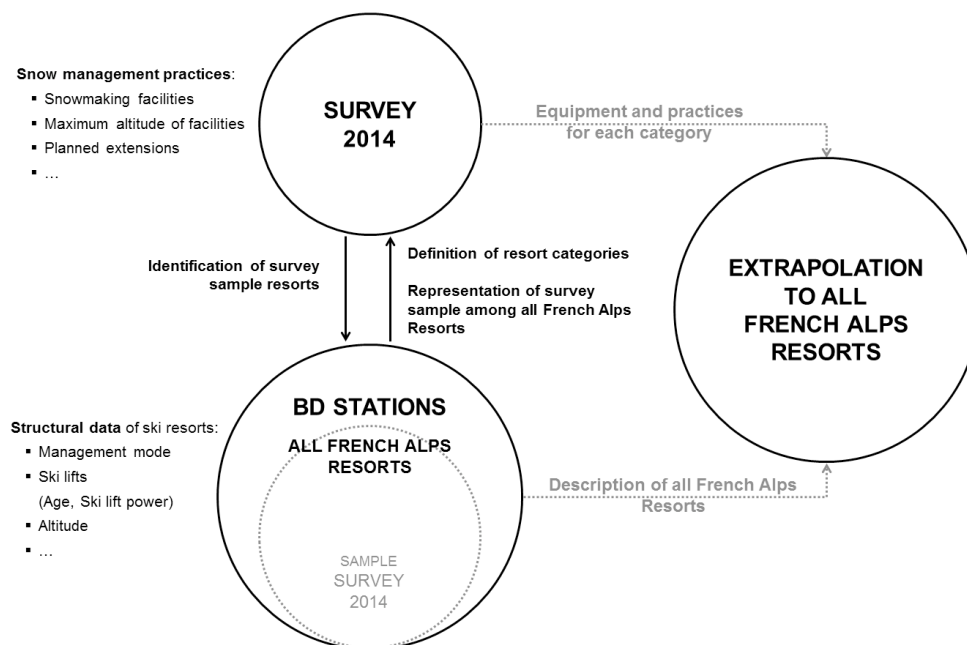 Snow management practices:
▪ Snowmaking facilities
▪ Maximum altitude of facilities
▪ Planned extensions
▪ ...
SURVEY
2014
Equipment and practices
for each category
Identification of survey
sample resorts
Definition of resort categories
Representation of survey
sample among all French Alps
Resorts
EXTRAPOLATION
TO ALL
FRENCH ALPS
RESORTS
Structural data of ski resorts:
▪ Management mode
▪ Ski lifts
(Age, Ski lift power)
▪ Altitude
▪ ...
BD STATIONS
ALL FRENCH ALPS
RESORTS
SAMPLE
SURVEY
2014
Description of all French Alps
Resorts